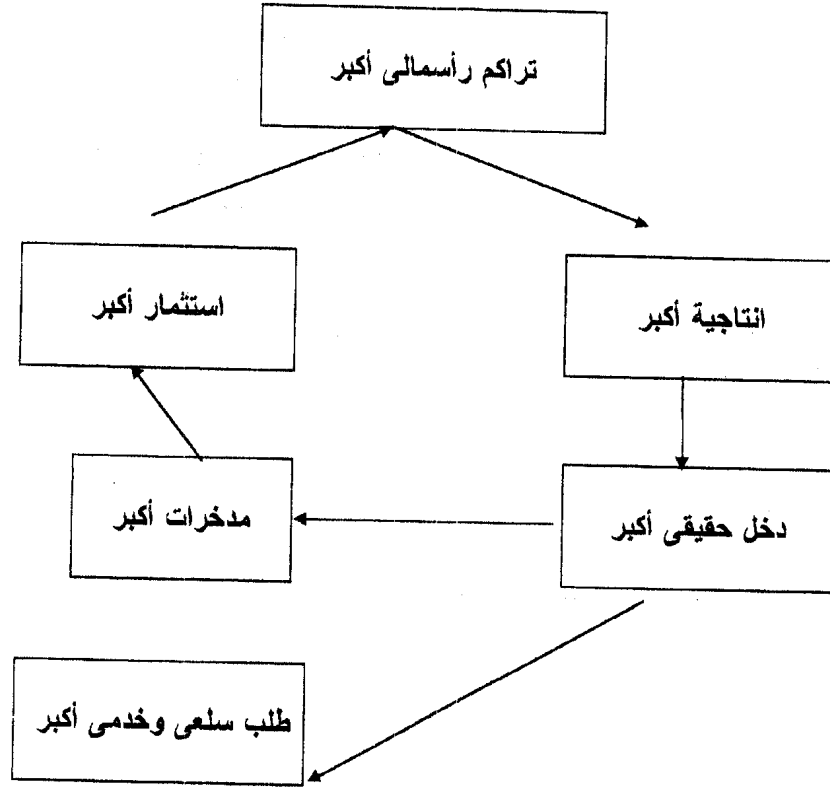 تراكم رأسمالى أكبر
استثمار أكبر
انتاجية أكبر
مدخرات أكبر
دخل حقيقى أكبر
طلب سلعى وخدمى أكبر